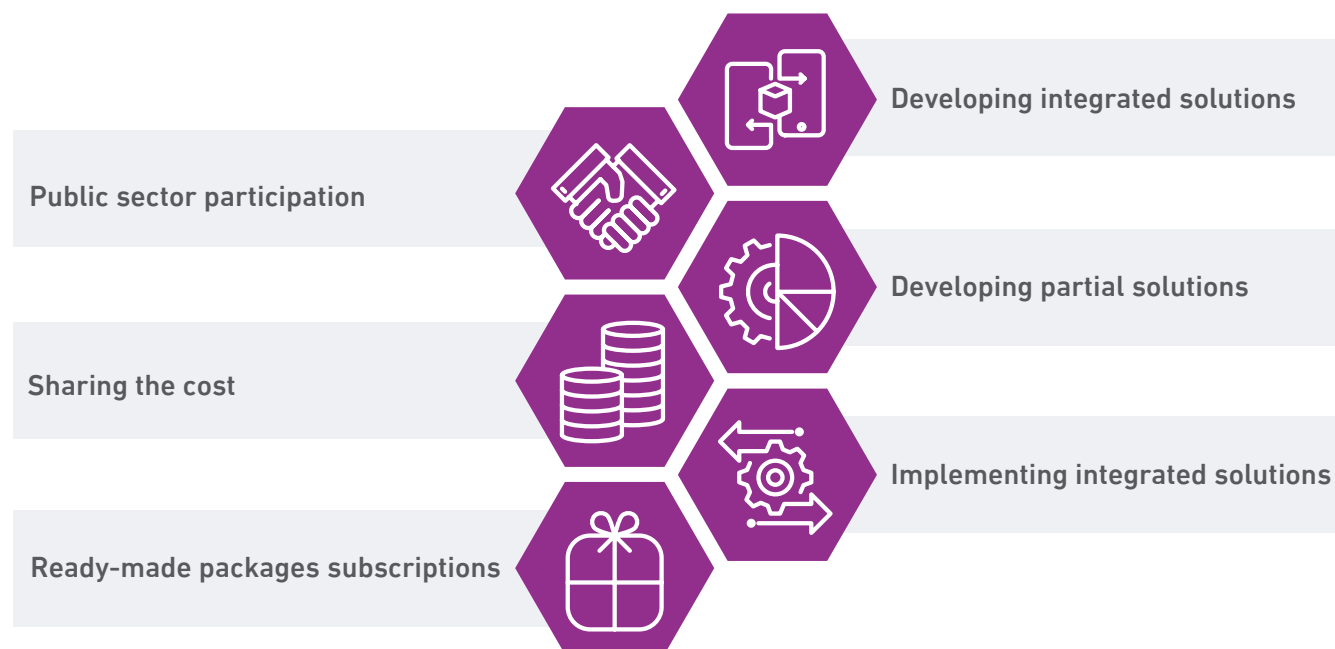 Developing integrated solutions
Public sector participation
Developing partial solutions
Sharing the cost
Implementing integrated solutions
Ready-made packages subscriptions